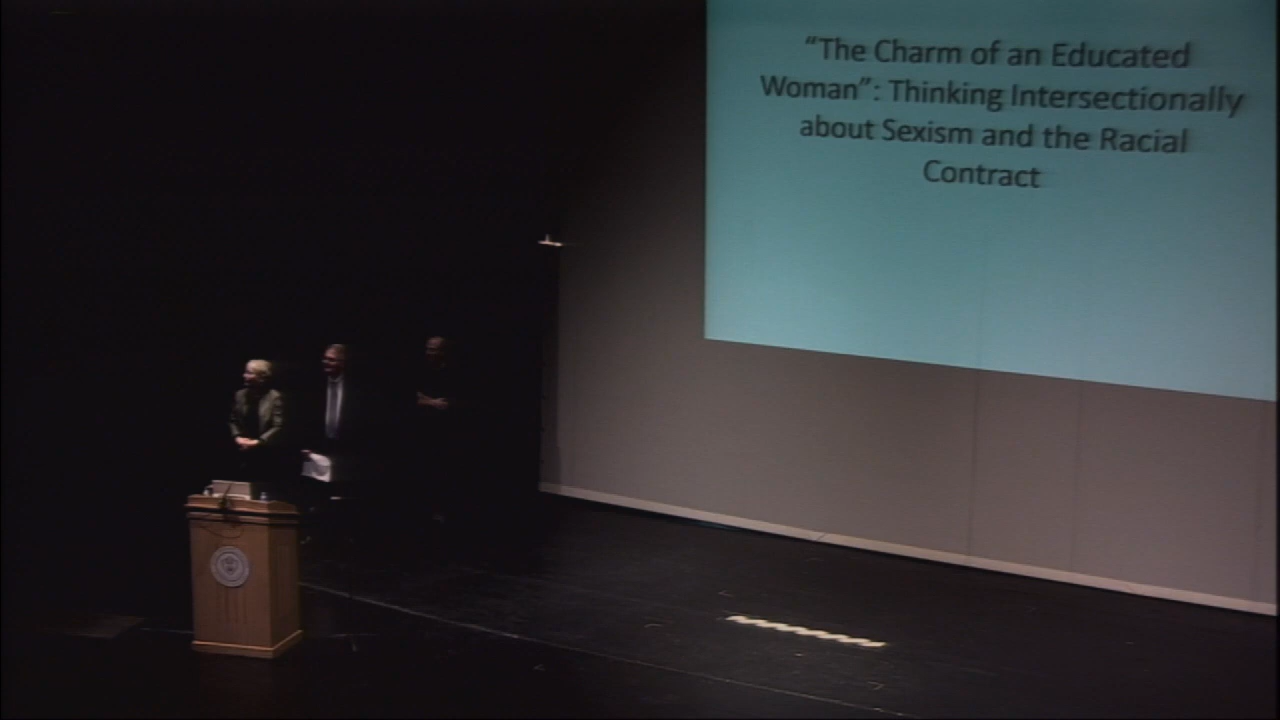 “The Charm of an Educated
Woman”: Thinking Intersectionally
about Sexism and the Racial
Contract